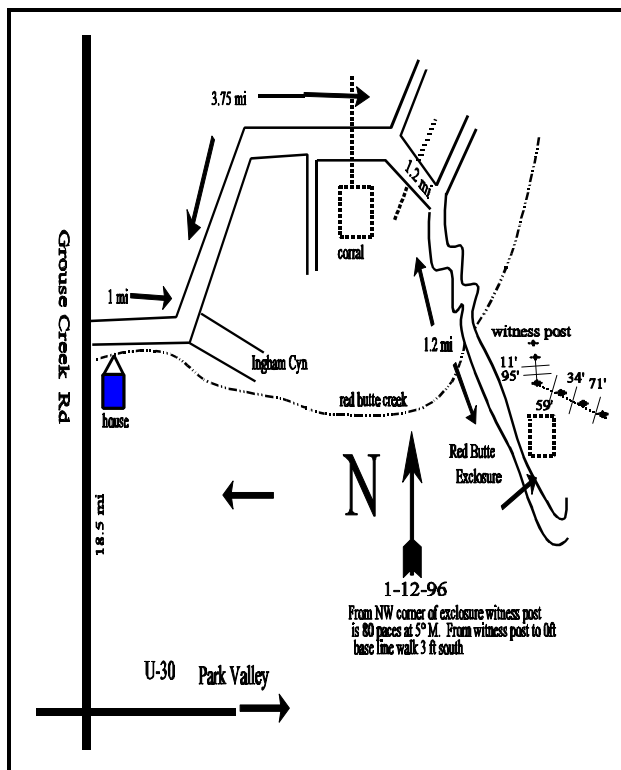 3.75 mi
1.2 mi
corral
Grouse Creek Rd
1 mi
witness post
Ingham Cyn
1.2 mi
11'
95'
34'
71'
59'
house
red butte creek
Red Butte
Exclosure
N
18.5 mi
1-12-96
From NW corner of exclosure witness post
is 80 paces at 5° M. From witness post to 0ft
base line walk 3 ft south
U-30
Park Valley